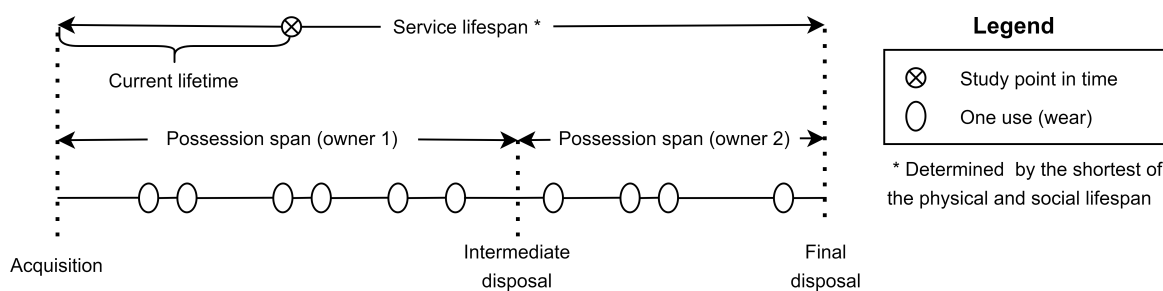 Service lifespan *
Current lifetime
Possession span (owner 1)
Possession span (owner 2)
Acquisition
Intermediate
disposal
Final
disposal
Legend
Study point in time
One use (wear)
* Determined by the shortest of
the physical and social lifespan